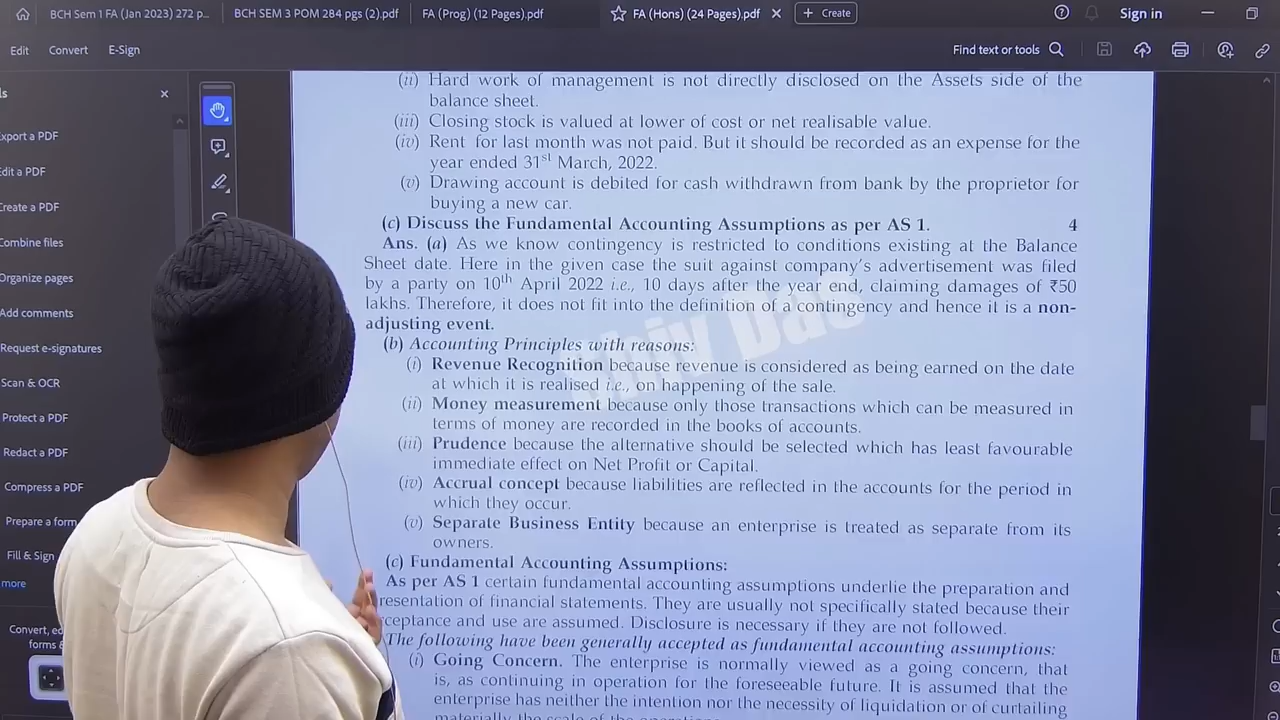 BCH Sem 1 FA (Jan 2023) 272 p...
BCH SEM 3 POM 284 pgs (2).pdf
FA (Prog) (12 Pages).pdf
FA (Hons) (24 Pages).pdf
+ Create
Sign in
Edit
Convert
E-Sign
Find text or tools
xport a PDF
dit a PDF
reate a PDF
ombine files
rganize pages
dd comments
equest e-signatures
can & OCR
rotect a PDF
edact a PDF
ompress a PDF
repare a form
ill & Sign
more
Convert, ed
forms &
(ii) Hard work of management is not directly disclosed on the Assets side of the
balance sheet.
(iii) Closing stock is valued at lower of cost or net realisable value.
(iv) Rent for last month was not paid. But it should be recorded as an expense for the
year ended 31st March, 2022.
(v) Drawing account is debited for cash withdrawn from bank by the proprietor for
buying a new car.
(c) Discuss the Fundamental Accounting Assumptions as per AS 1. 4
Ans. (a) As we know contingency is restricted to conditions existing at the Balance
Sheet date. Here in the given case the suit against company's advertisement was filed
by a party on 10th April 2022 i.e., 10 days after the year end, claiming damages of ₹50
lakhs. Therefore, it does not fit into the definition of a contingency and hence it is a non-
adjusting event.
(b) Accounting Principles with reasons:
(i) Revenue Recognition because revenue is considered as being earned on the date
at which it is realised i.e., on happening of the sale.
(ii) Money measurement because only those transactions which can be measured in
terms of money are recorded in the books of accounts.
(iii) Prudence because the alternative should be selected which has least favourable
immediate effect on Net Profit or Capital.
(iv) Accrual concept because liabilities are reflected in the accounts for the period in
which they occur.
(v) Separate Business Entity because an enterprise is treated as separate from its
owners.
(c) Fundamental Accounting Assumptions:
As per AS 1 certain fundamental accounting assumptions underlie the preparation and
resentation of financial statements. They are usually not specifically stated because their
ceptance and use are assumed. Disclosure is necessary if they are not followed.
The following have been generally accepted as fundamental accounting assumptions:
(i) Going Concern. The enterprise is normally viewed as a going concern, that
is, as continuing in operation for the foreseeable future. It is assumed that the
enterprise has neither the intention nor the necessity of liquidation or of curtailing